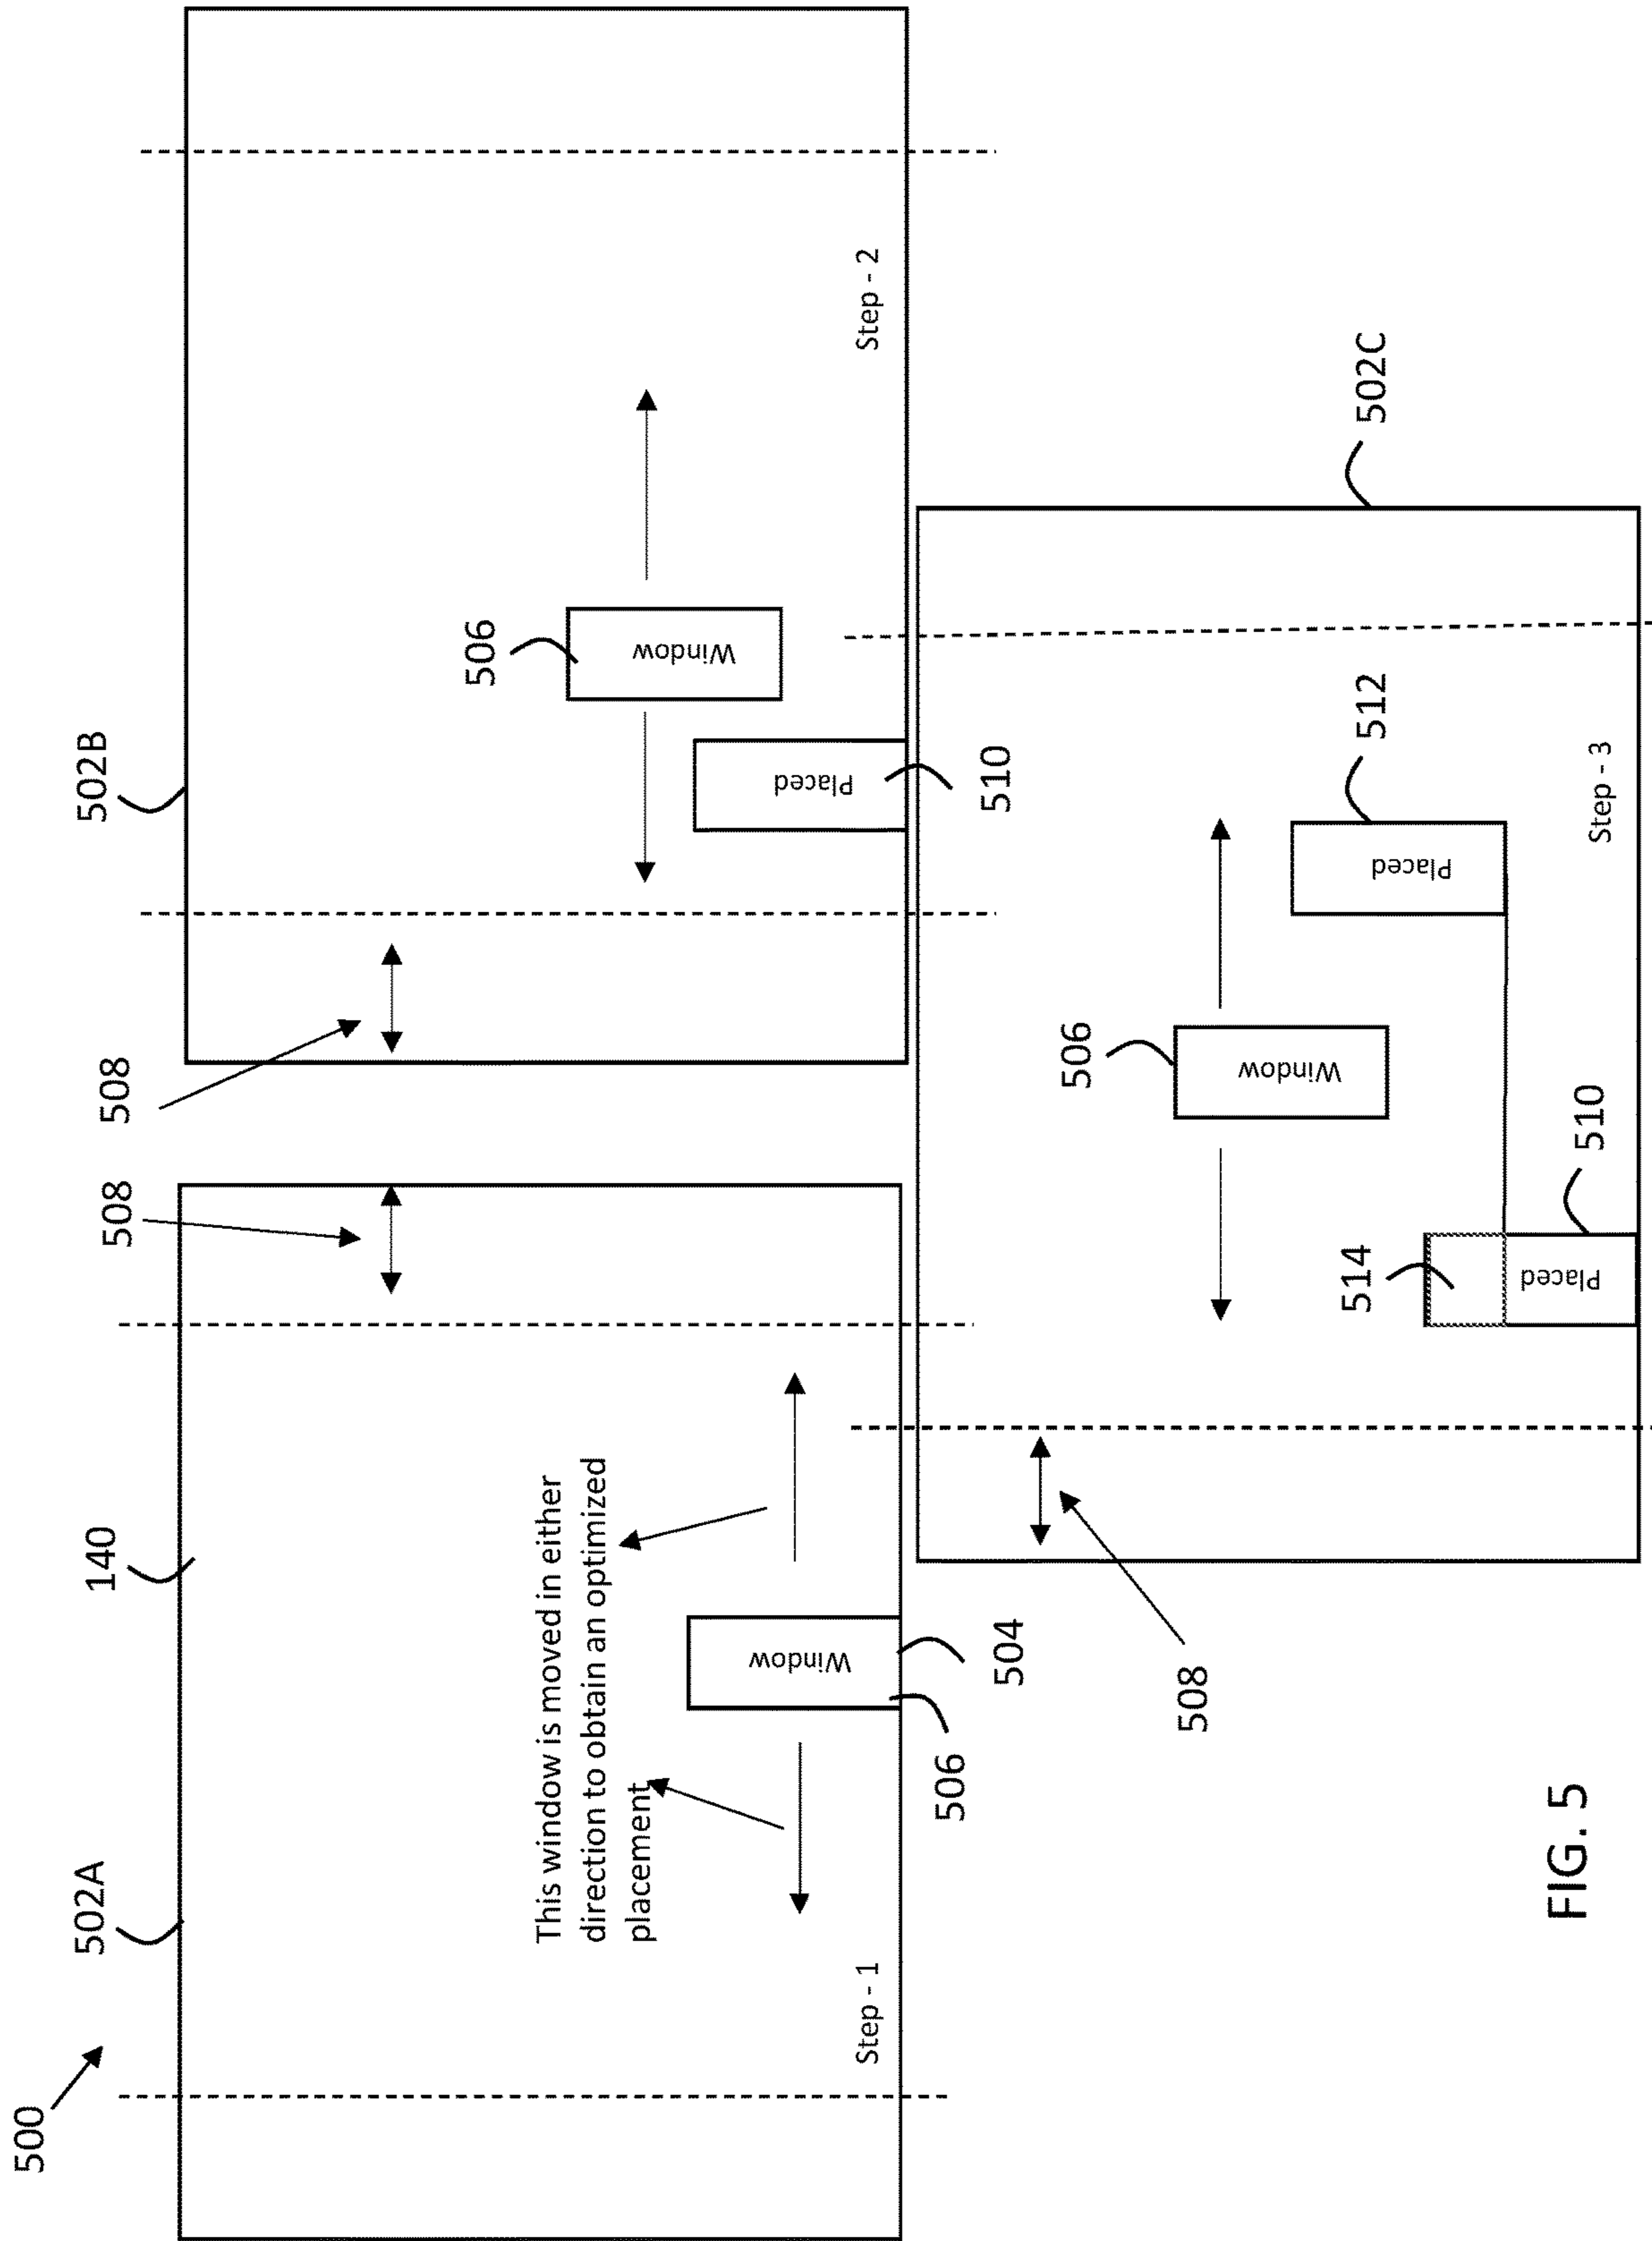 500
502A
140
508
This window is moved in either
direction to obtain an optimized
placement
Window
Step - 1
506
504
508
502B
506
Window
Placed
Step - 2
510
508
506
Window
512
Placed
514
Placed
510
Step - 3
502C
FIG. 5